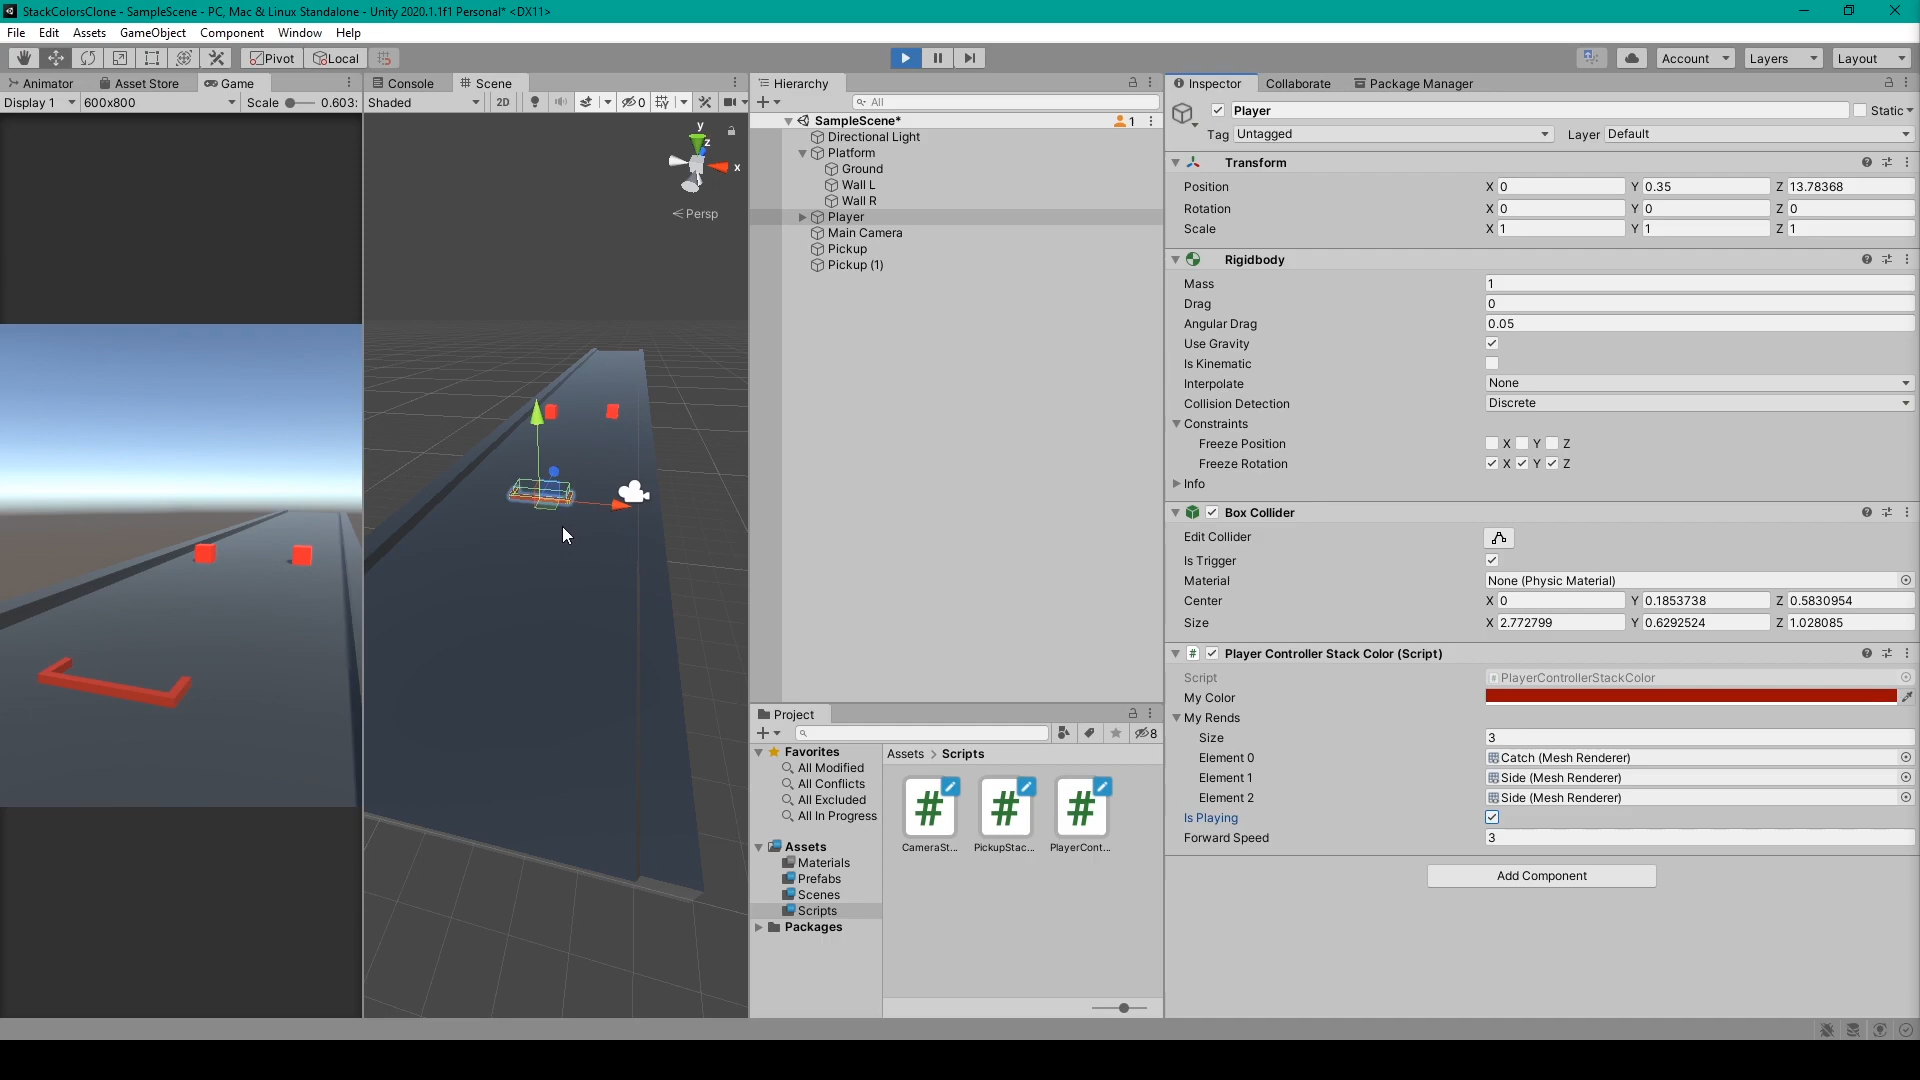 StackColorsClone - SampleScene - PC, Mac & Linux Standalone - Unity 2020.1.1f1 Personal* <DX11>
File Edit Assets GameObject Component Window Help
Pivot Local Account Layers Layout
Animator Asset Store Game Console Scene Hierarchy Inspector Collaborate Package Manager
Display 1 600x800 Scale 0.603: Shaded 2D 0 All
Player Static
Tag Untagged Layer Default
SampleScene* 1
Directional Light
Platform
Ground
Wall L
Wall R
Player
Main Camera
Pickup
Pickup (1)
y
z
x
Persp
Transform
Position X 0 Y 0.35 Z 13.78368
Rotation X 0 Y 0 Z 0
Scale X 1 Y 1 Z 1
Rigidbody
Mass 1
Drag 0
Angular Drag 0.05
Use Gravity
Is Kinematic
Interpolate None
Collision Detection Discrete
Constraints
Freeze Position X Y Z
Freeze Rotation X Y Z
Info
Box Collider
Edit Collider
Is Trigger
Material None (Physic Material)
Center X 0 Y 0.1853738 Z 0.5830954
Size X 2.772799 Y 0.6292524 Z 1.028085
# Player Controller Stack Color (Script)
Script PlayerControllerStackColor
My Color
My Rends
Size 3
Element 0 Catch (Mesh Renderer)
Element 1 Side (Mesh Renderer)
Element 2 Side (Mesh Renderer)
Is Playing
Forward Speed 3
Add Component
Project
8
Favorites
All Modified
All Conflicts
All Excluded
All In Progress
Assets
Materials
Prefabs
Scenes
Scripts
Packages
Assets > Scripts
# # #
CameraSt... PickupStac... PlayerCont...